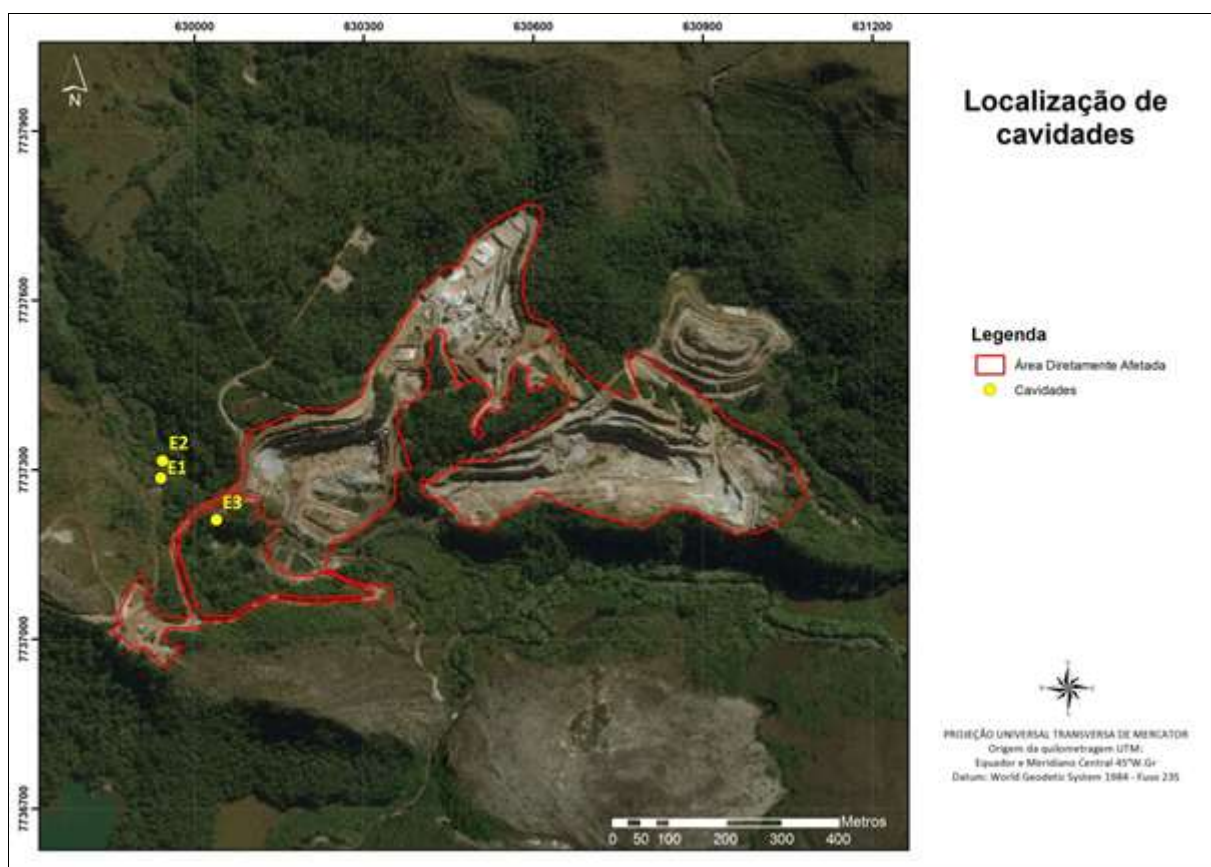 630000 630300 630600 630900 631200
7737900
7737600
7737300
7737000
7736700
N
E2
E1
E3
Metros
0 50 100 200 300 400
Localização de
cavidades
Legenda
Área Diretamente Afetada
Cavidades
PROJEÇÃO UNIVERSAL TRANSVERSA DE MERCATOR
Origem da quilometragem UTM:
Equador e Meridiano Central 45°W.Gr
Datum: World Geodetic System 1984 - Fuso 23S